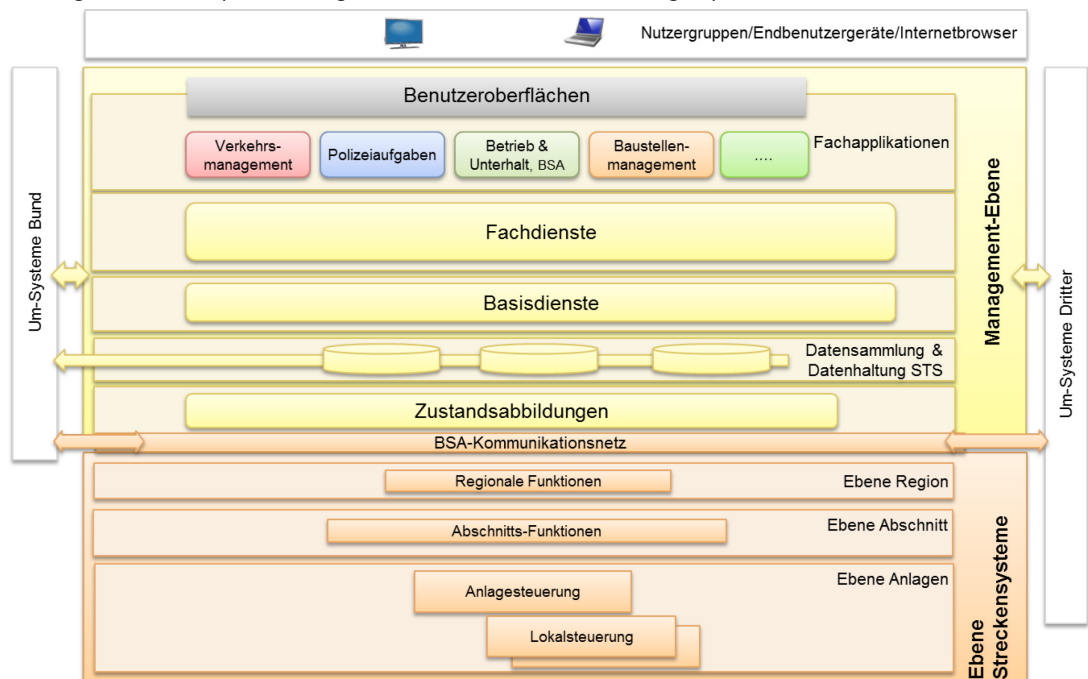 Nutzergruppen/Endbenutzergeräte/Internetbrowser
Um-Systeme Bund
Benutzeroberflächen
Verkehrs-
management
Polizeiaufgaben
Betrieb &
Unterhalt, BSA
Baustellen-
management
....
Fachapplikationen
Fachdienste
Basisdienste
Datensammlung &
Datenhaltung STS
Zustandsabbildungen
Management-Ebene
Um-Systeme Dritter
BSA-Kommunikationsnetz
Regionale Funktionen
Ebene Region
Abschnitts-Funktionen
Ebene Abschnitt
Ebene Anlagen
Anlagesteuerung
Lokalsteuerung
Ebene
Streckensysteme